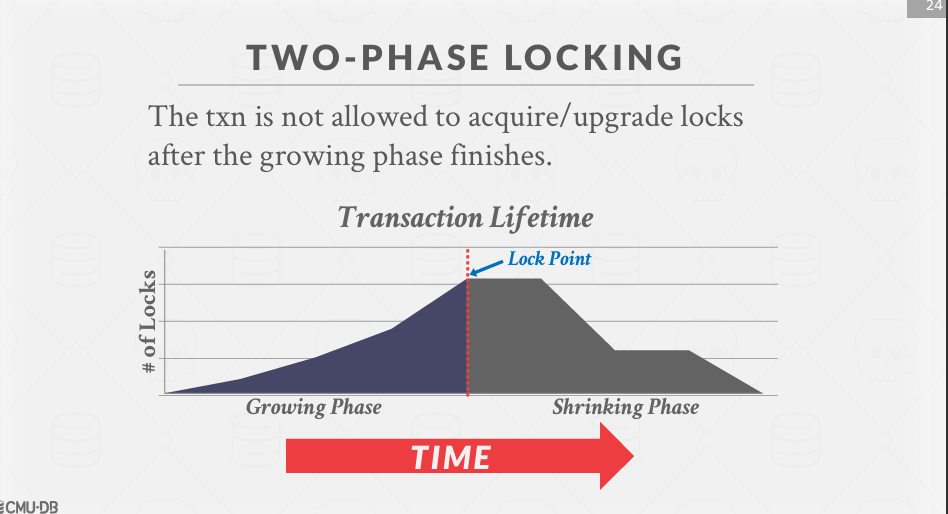 24
TWO-PHASE LOCKING
The txn is not allowed to acquire/upgrade locks
after the growing phase finishes.
Transaction Lifetime
Lock Point
# of Locks
Growing Phase
Shrinking Phase
TIME
CMU·DB